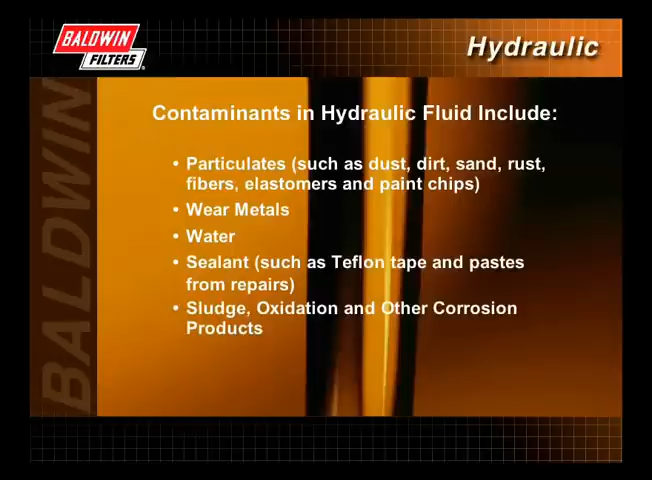 BALDWIN
FILTERS®
Hydraulic
BALDWIN
Contaminants in Hydraulic Fluid Include:
• Particulates (such as dust, dirt, sand, rust,
fibers, elastomers and paint chips)
• Wear Metals
• Water
• Sealant (such as Teflon tape and pastes
from repairs)
• Sludge, Oxidation and Other Corrosion
Products